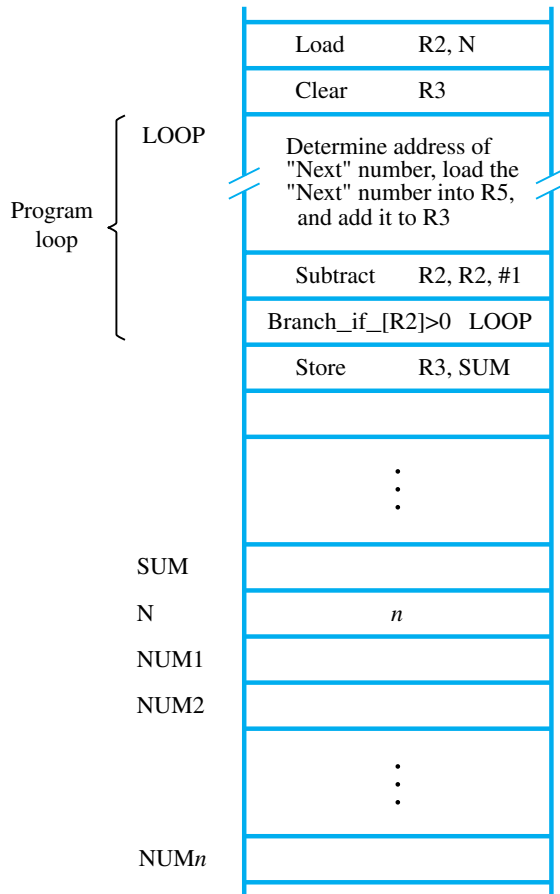 Load R2, N
Clear R3
LOOP
Determine address of
"Next" number, load the
"Next" number into R5,
and add it to R3
Program
loop
Subtract R2, R2, #1
Branch_if_[R2]>0 LOOP
Store R3, SUM
SUM
N n
NUM1
NUM2
NUMn